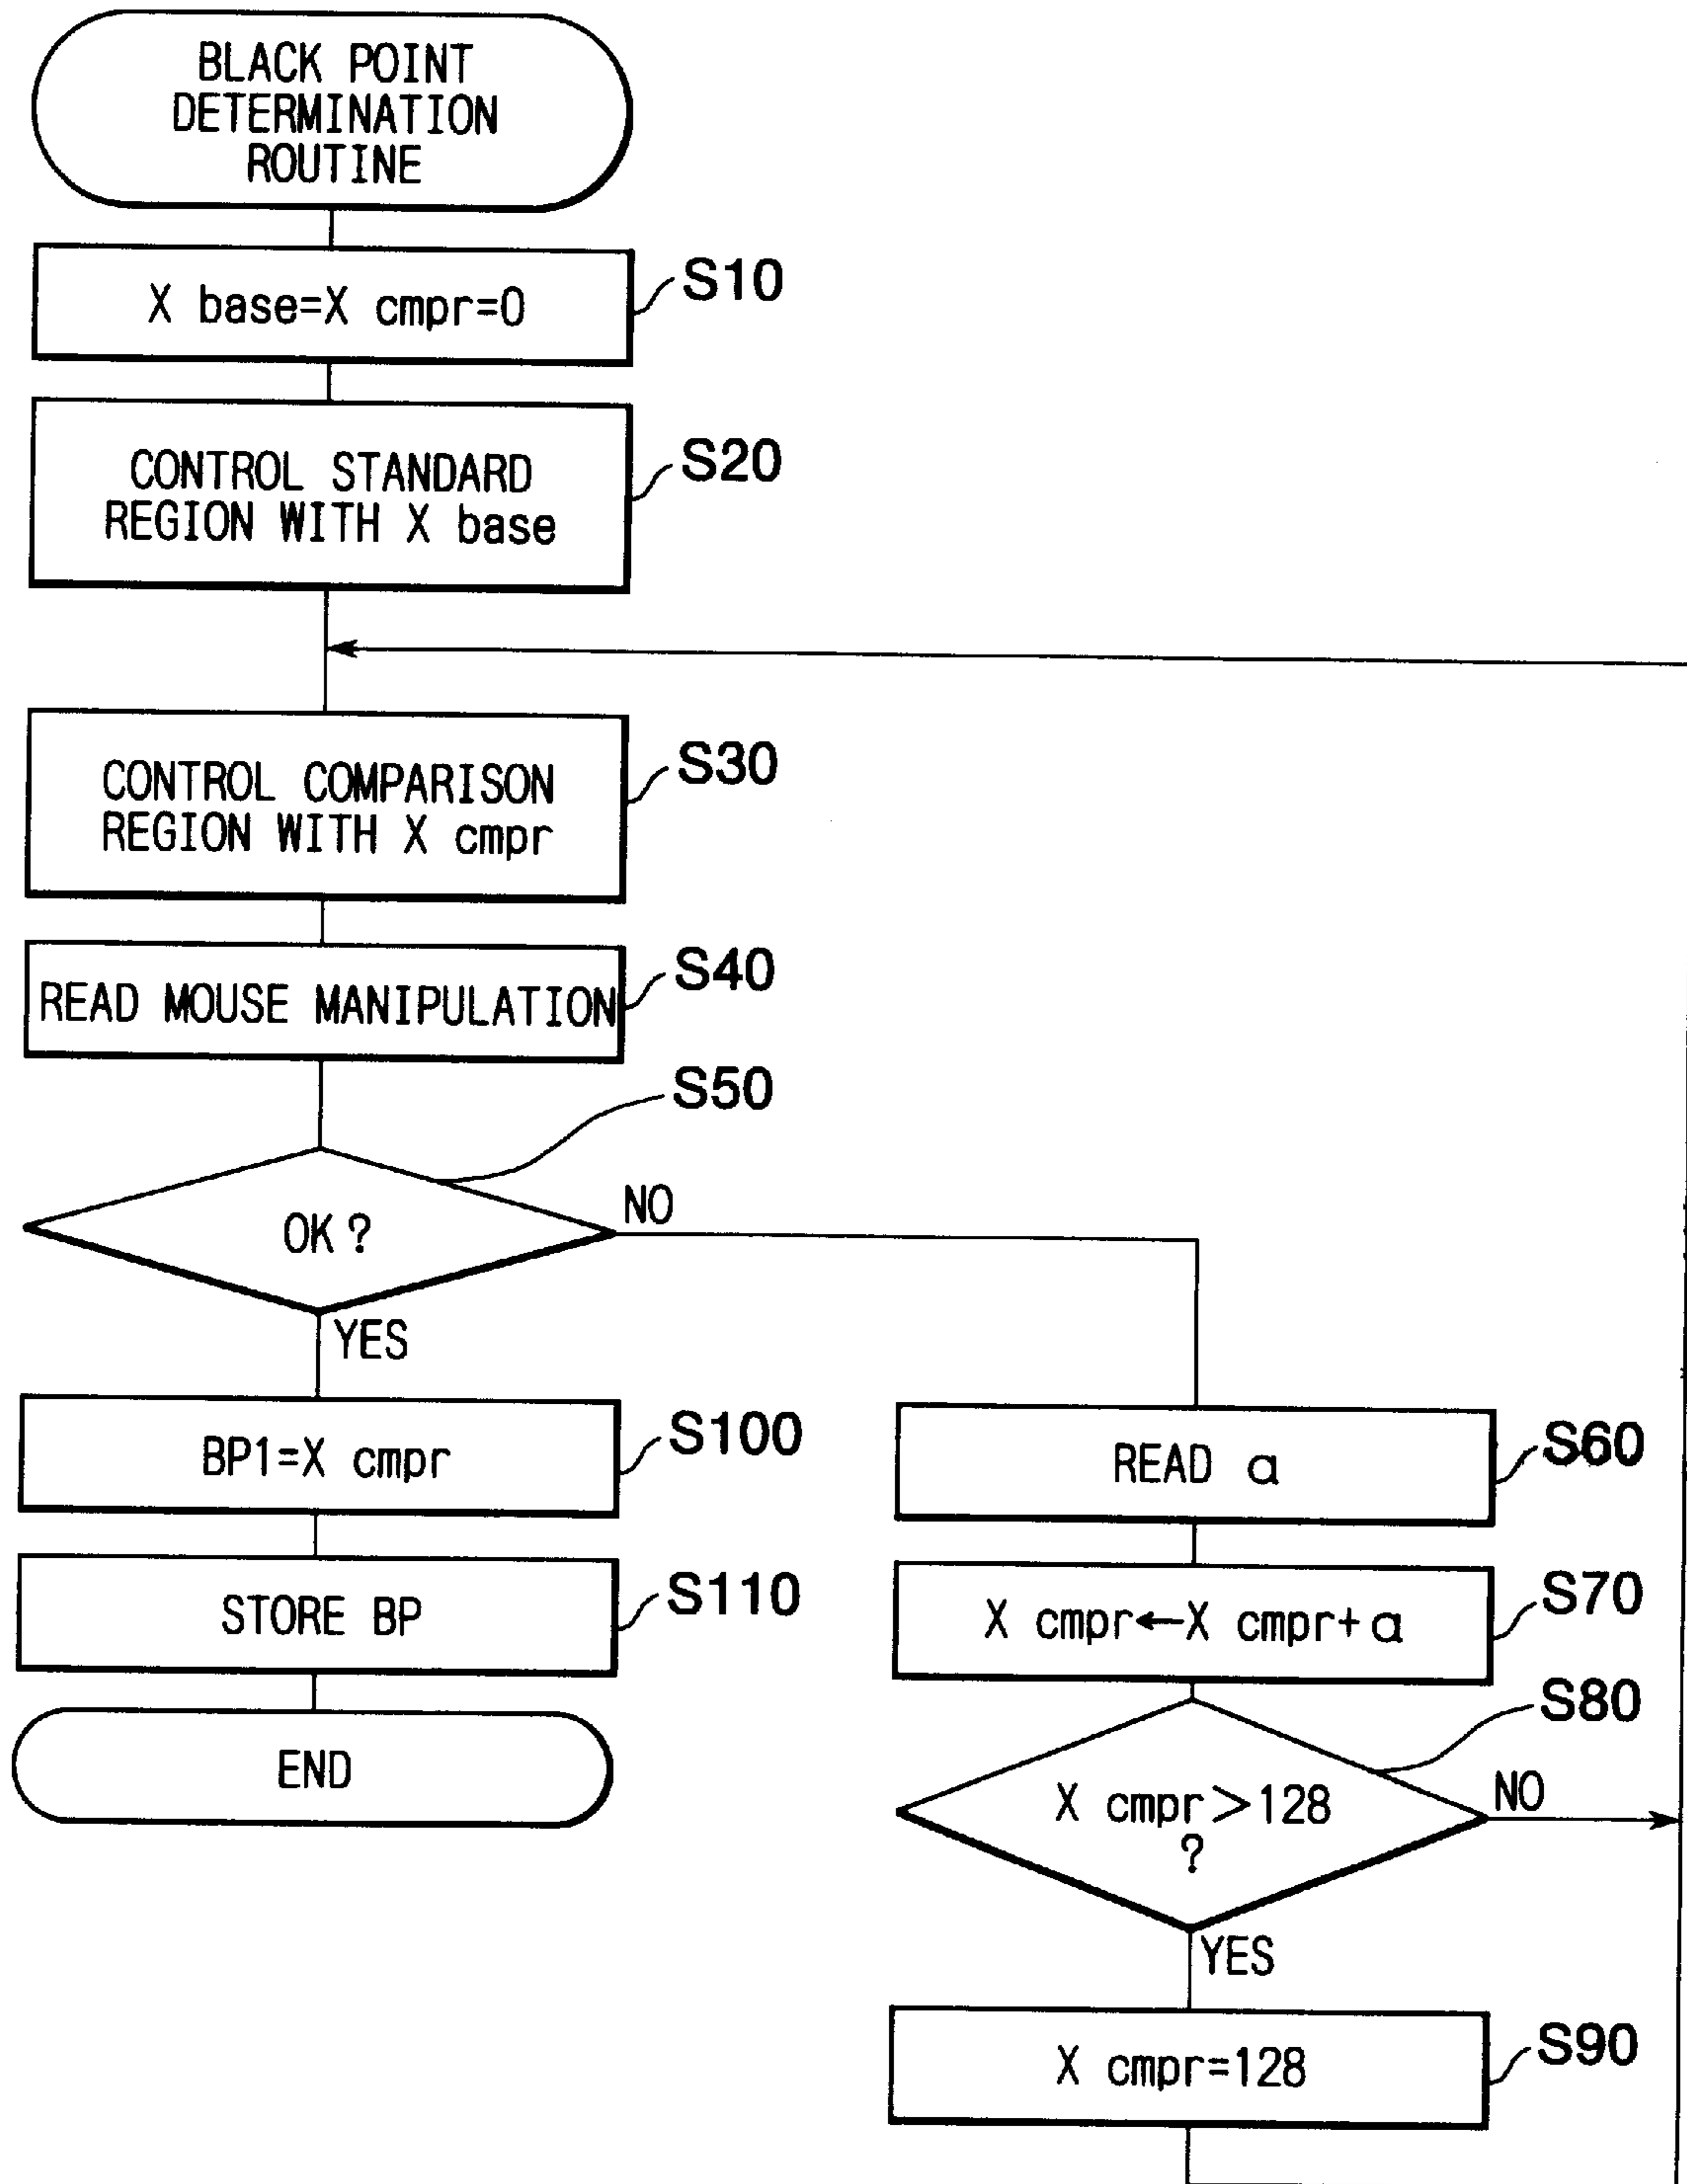 BLACK POINT
DETERMINATION
ROUTINE
X base=X cmpr=0
S10
CONTROL STANDARD
REGION WITH X base
S20
CONTROL COMPARISON
REGION WITH X cmpr
S30
READ MOUSE MANIPULATION
S40
S50
OK?
NO
YES
BP1=X cmpr
S100
STORE BP
S110
END
READ a
S60
X cmpr←X cmpr+a
S70
S80
X cmpr>128
?
NO
YES
X cmpr=128
S90